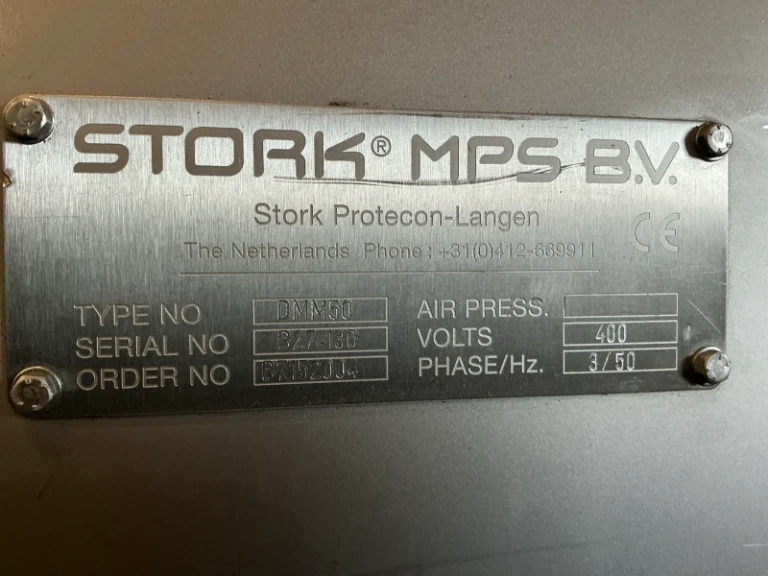 STORK® MPS B.V.
Stork Protecon-Langen
The Netherlands Phone : +31(0)412-669911
CE
TYPE NO DMM50
SERIAL NO
ORDER NO
AIR PRESS.
VOLTS 400
PHASE/Hz. 3/50